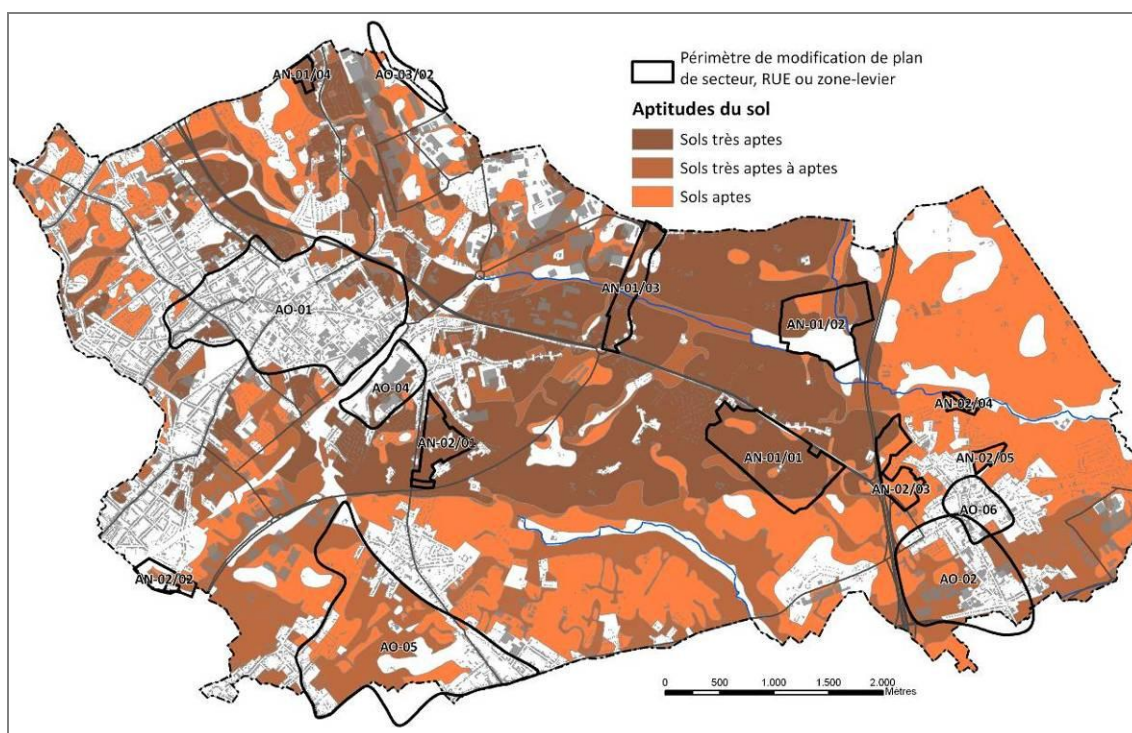 Périmètre de modification de plan
de secteur, RUE ou zone-levier
Aptitudes du sol
Sols très aptes
Sols très aptes à aptes
Sols aptes
AN-01/04
AO-03/02
AN-01/03
AO-01
AN-01/02
AO-04
AN-02/04
AN-02/01
AN-01/01
AN-02/05
AN-02/03
AO-06
AN-02/02
AO-02
AO-05
0 500 1.000 1.500 2.000
Mètres